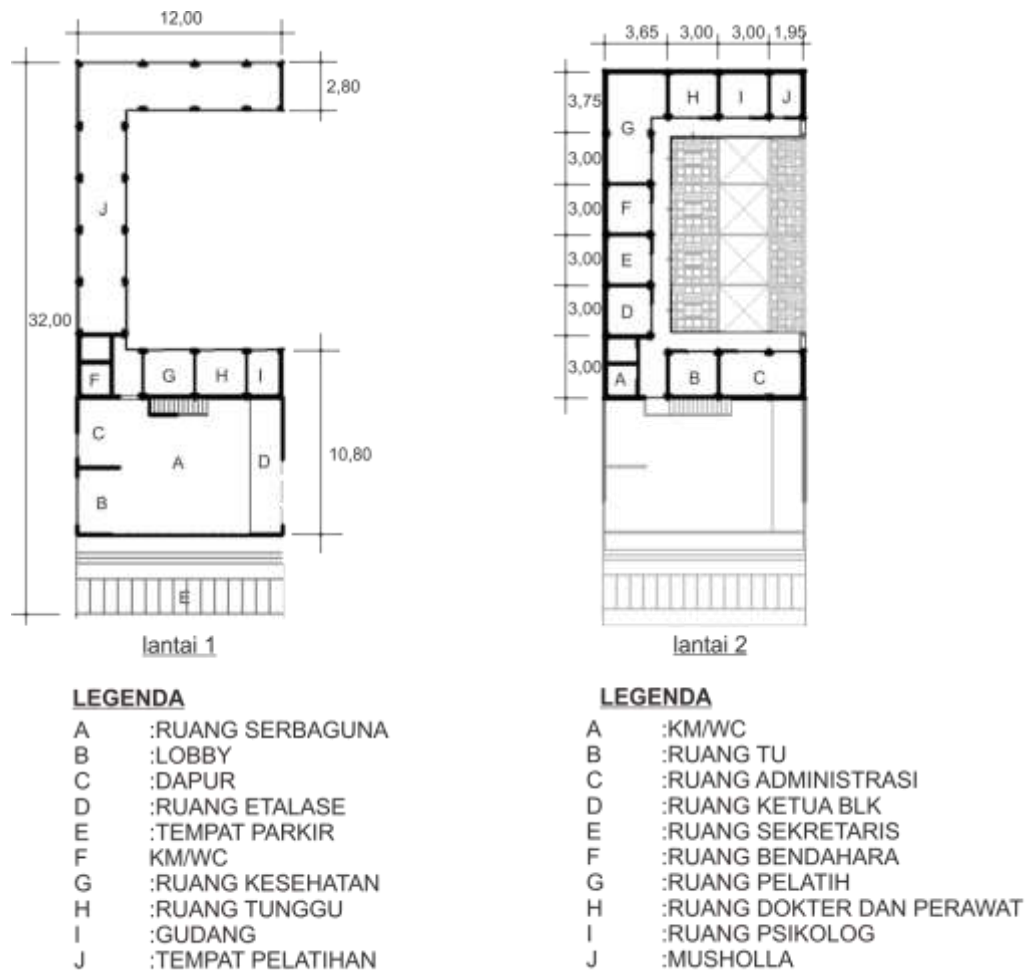 12,00
2,80
J
32,00
F
G
H
I
C
A
D
10,80
B
E
lantai 1
3,65
3,00
3,00
1,95
3,75
H
I
J
G
3,00
3,00
F
3,00
E
3,00
D
3,00
A
B
C
lantai 2
LEGENDA
A :RUANG SERBAGUNA
B :LOBBY
C :DAPUR
D :RUANG ETALASE
E :TEMPAT PARKIR
F KM/WC
G :RUANG KESEHATAN
H :RUANG TUNGGU
I :GUDANG
J :TEMPAT PELATIHAN
LEGENDA
A :KM/WC
B :RUANG TU
C :RUANG ADMINISTRASI
D :RUANG KETUA BLK
E :RUANG SEKRETARIS
F :RUANG BENDAHARA
G :RUANG PELATIH
H :RUANG DOKTER DAN PERAWAT
I :RUANG PSIKOLOG
J :MUSHOLLA